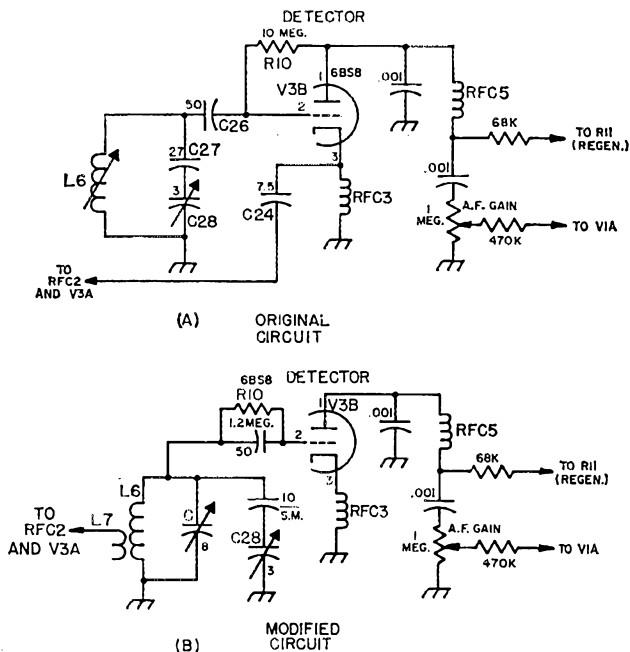 DETECTOR
10 MEG.
R10
6BS8
1
V3B
2
3
50
C26
27
C27
3
C28
L6
7.5
C24
RFC3
.001
RFC5
68K
TO R11
(REGEN.)
.001
1
MEG.
A.F. GAIN
470K
TO V1A
TO
RFC2
AND V3A
(A) ORIGINAL
CIRCUIT
6BS8
DETECTOR
R10
1.2 MEG.
50
1
V3B
2
3
TO
RFC2
AND V3A
L7
L6
C
8
10
S.M.
C28
3
RFC3
.001
RFC5
68K
TO R11
(REGEN.)
.001
1
MEG.
A.F. GAIN
470K
TO V1A
(B) MODIFIED
CIRCUIT